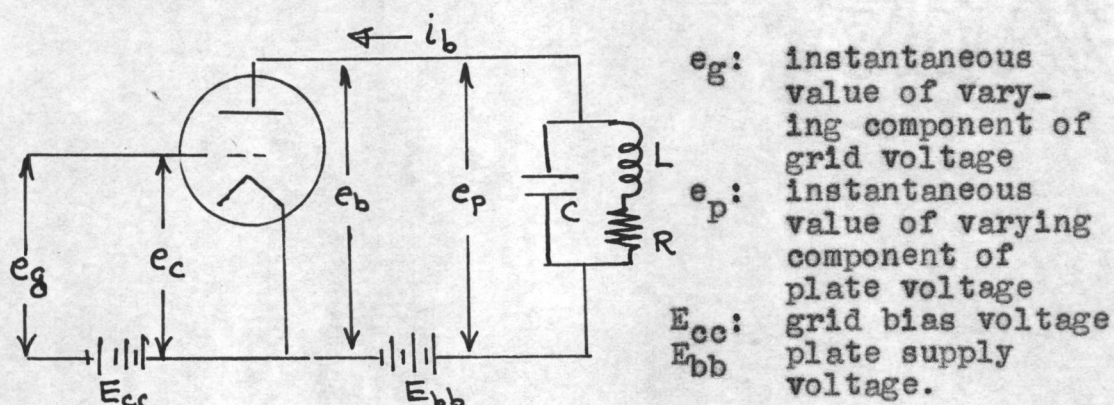 i_b
e_g
e_c
e_b
e_p
C
L
R
E_cc
E_bb
e_g: instantaneous
value of vary-
ing component of
grid voltage
e_p: instantaneous
value of varying
component of
plate voltage
E_cc: grid bias voltage
E_bb plate supply
voltage.